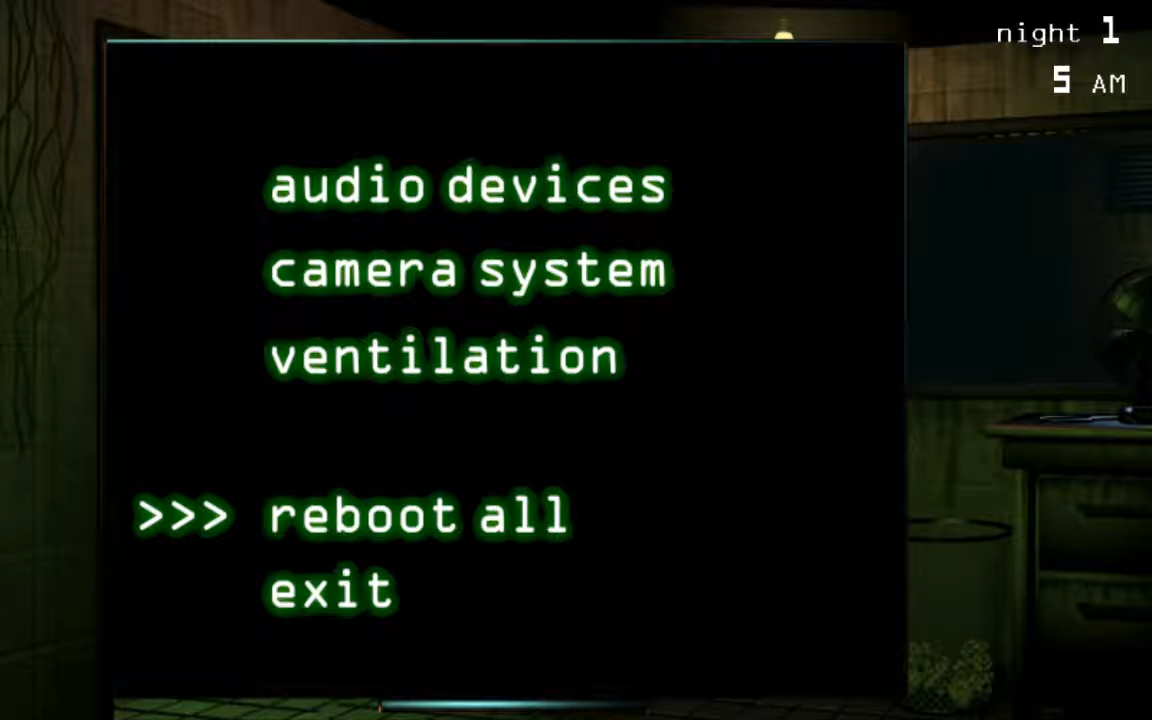 night 1
5 AM
audio devices
camera system
ventilation
>>> reboot all
exit